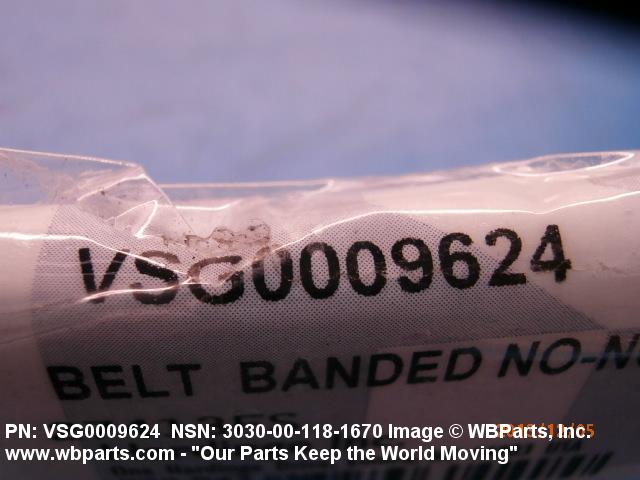 VSG0009624
BELT BANDED NO-
PN: VSG0009624 NSN: 3030-00-118-1670 Image © WBParts, Inc.
www.wbparts.com - "Our Parts Keep the World Moving"